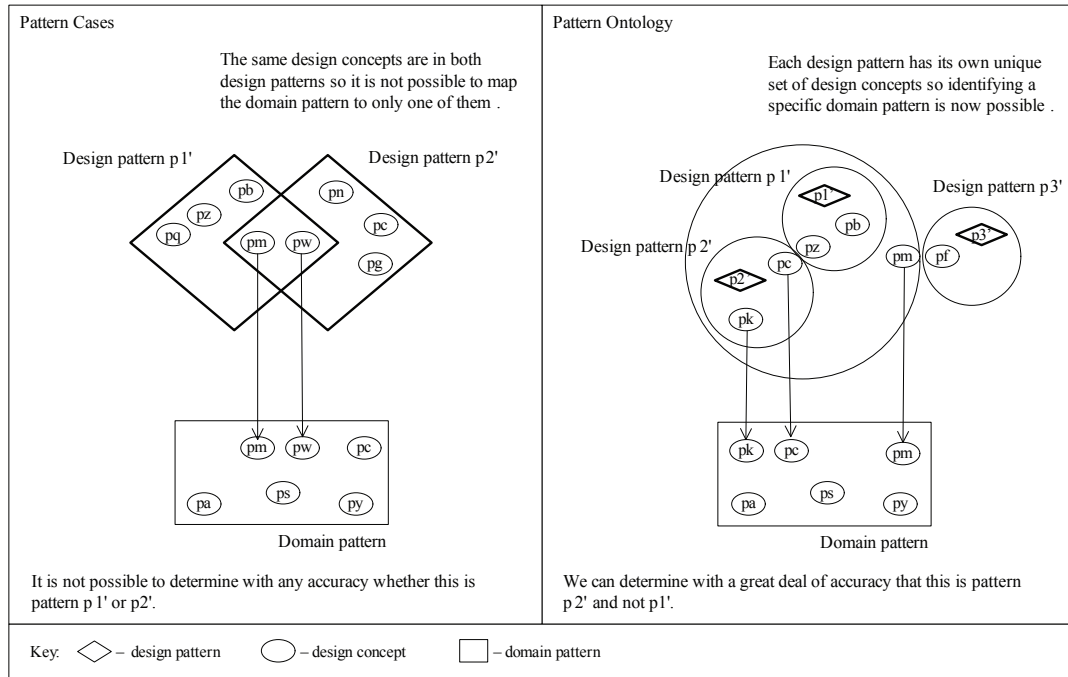 Pattern Cases
The same design concepts are in both
design patterns so it is not possible to map
the domain pattern to only one of them .
Design pattern p1'
Design pattern p2'
pb
pn
pz
pc
pq
pm
pw
pg
pm
pw
pc
pa
ps
py
Domain pattern
It is not possible to determine with any accuracy whether this is
pattern p1' or p2'.
Pattern Ontology
Each design pattern has its own unique
set of design concepts so identifying a
specific domain pattern is now possible .
Design pattern p1'
Design pattern p3'
p1'
pb
p3'
Design pattern p2'
pz
pm
pf
pc
p2'
pk
pk
pc
pm
pa
ps
py
Domain pattern
We can determine with a great deal of accuracy that this is pattern
p2' and not p1'.
Key:
– design pattern
– design concept
– domain pattern